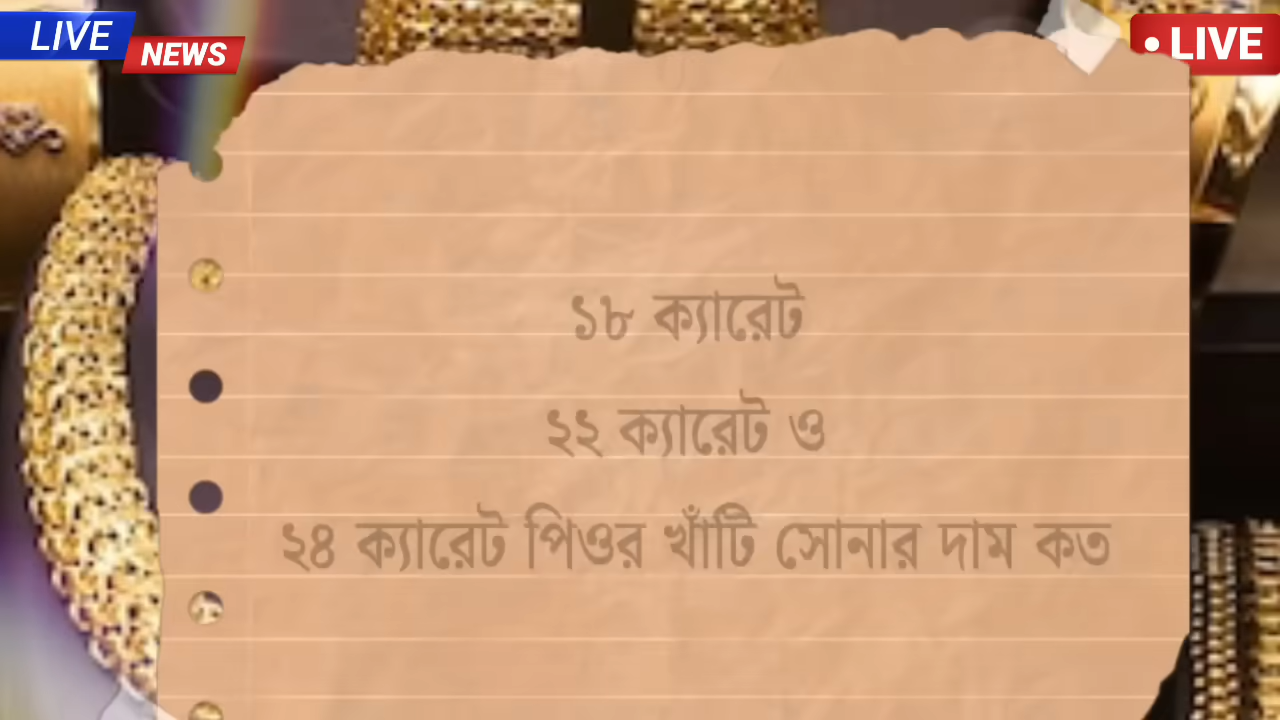 LIVE
NEWS
LIVE
১৮ ক্যারেট
২২ ক্যারেট ও
২৪ ক্যারেট পিওর খাঁটি সোনার দাম কত